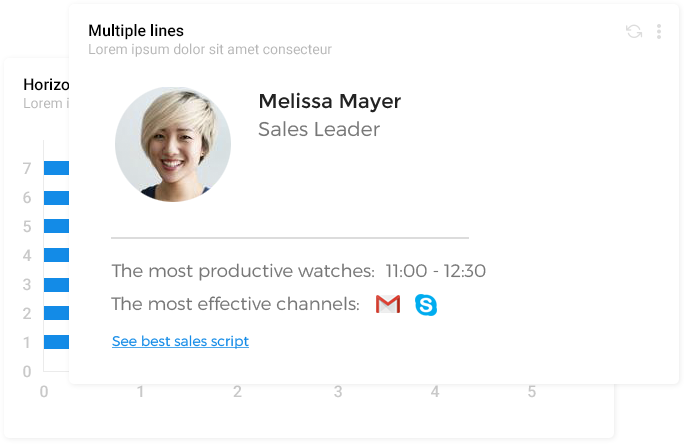 Multiple lines
Lorem ipsum dolor sit amet consecteur
Melissa Mayer
Sales Leader
The most productive watches: 11:00 - 12:30
The most effective channels:
See best sales script
Horizo
Lorem i
7
6
5
4
3
2
1
0
0 1 2 3 4 5